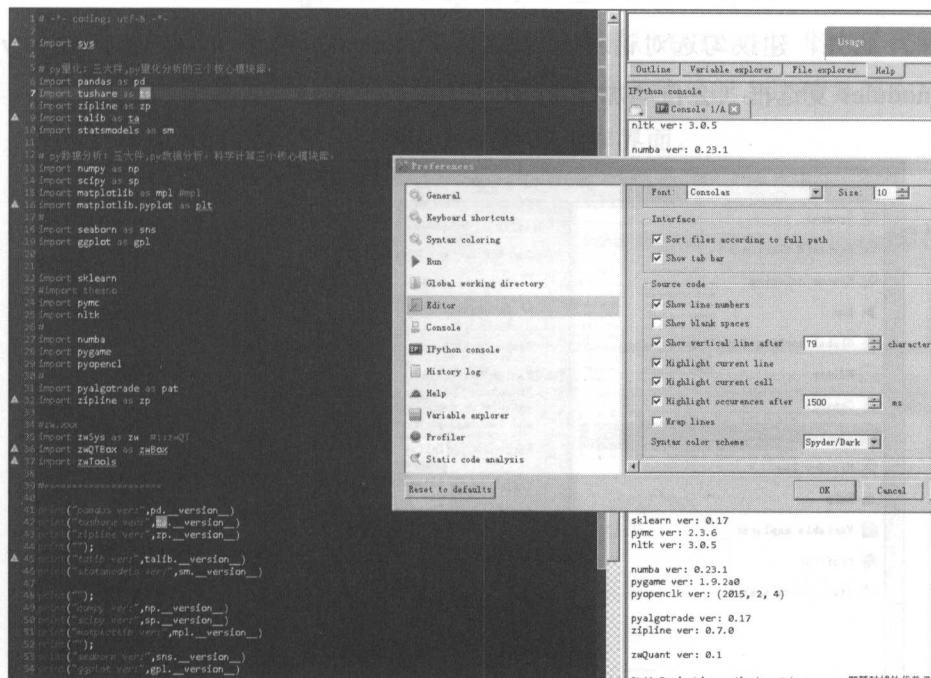 1 # -*- coding: utf-8 -*-
2
3 import sys
4
5 # py量化：三大件,py量化分析的三个核心模块库。
6 import pandas as pd
7 import tushare as ts
8 import zipline as zp
9 import talib as ta
10 import statsmodels as sm
11
12 # py数据分析：三大件,py数据分析，科学计算三个核心模块库。
13 import numpy as np
14 import scipy as sp
15 import matplotlib as mpl #mpl
16 import matplotlib.pyplot as plt
17 #
18 import seaborn as sns
19 import ggplot as gpl
20
21
22 import sklearn
23 #import theano
24 import pymc
25 import nltk
26 #
27 import numba
28 import pygame
29 import pyopencl
30 #
31 import pyalgotrade as pat
32 import zipline as zp
33
34 #zw.xxx
35 import zwSys as zw #::zwQT
36 import zwQTBox as zwBox
37 import zwTools
38
39 #=====================
40
41 print("pandas ver:",pd.__version__)
42 print("tushare ver:",ts.__version__)
43 print("zipline ver:",zp.__version__)
44 print("");
45 print("talib ver:",talib.__version__)
46 print("statsmodels ver:",sm.__version__)
47
48 print("");
49 print("numpy ver:",np.__version__)
50 print("scipy ver:",sp.__version__)
51 print("matplotlib ver:",mpl.__version__)
52 print("");
53 print("seaborn ver:",sns.__version__)
54 print("ggplot ver:",gpl.__version__)
Usage
Outline Variable explorer File explorer Help
IPython console
Console 1/A
nltk ver: 3.0.5
numba ver: 0.23.1
Preferences
General
Keyboard shortcuts
Syntax coloring
Run
Global working directory
Editor
Console
IPython console
History log
Help
Variable explorer
Profiler
Static code analysis
Font: Consolas Size: 10
Interface
Sort files according to full path
Show tab bar
Source code
Show line numbers
Show blank spaces
Show vertical line after 79 character
Highlight current line
Highlight current cell
Highlight occurences after 1500 ms
Wrap lines
Syntax color scheme Spyder/Dark
Reset to defaults OK Cancel
sklearn ver: 0.17
pymc ver: 2.3.6
nltk ver: 3.0.5
numba ver: 0.23.1
pygame ver: 1.9.2a0
pyopenclk ver: (2015, 2, 4)
pyalgotrade ver: 0.17
zipline ver: 0.7.0
zwQuant ver: 0.1